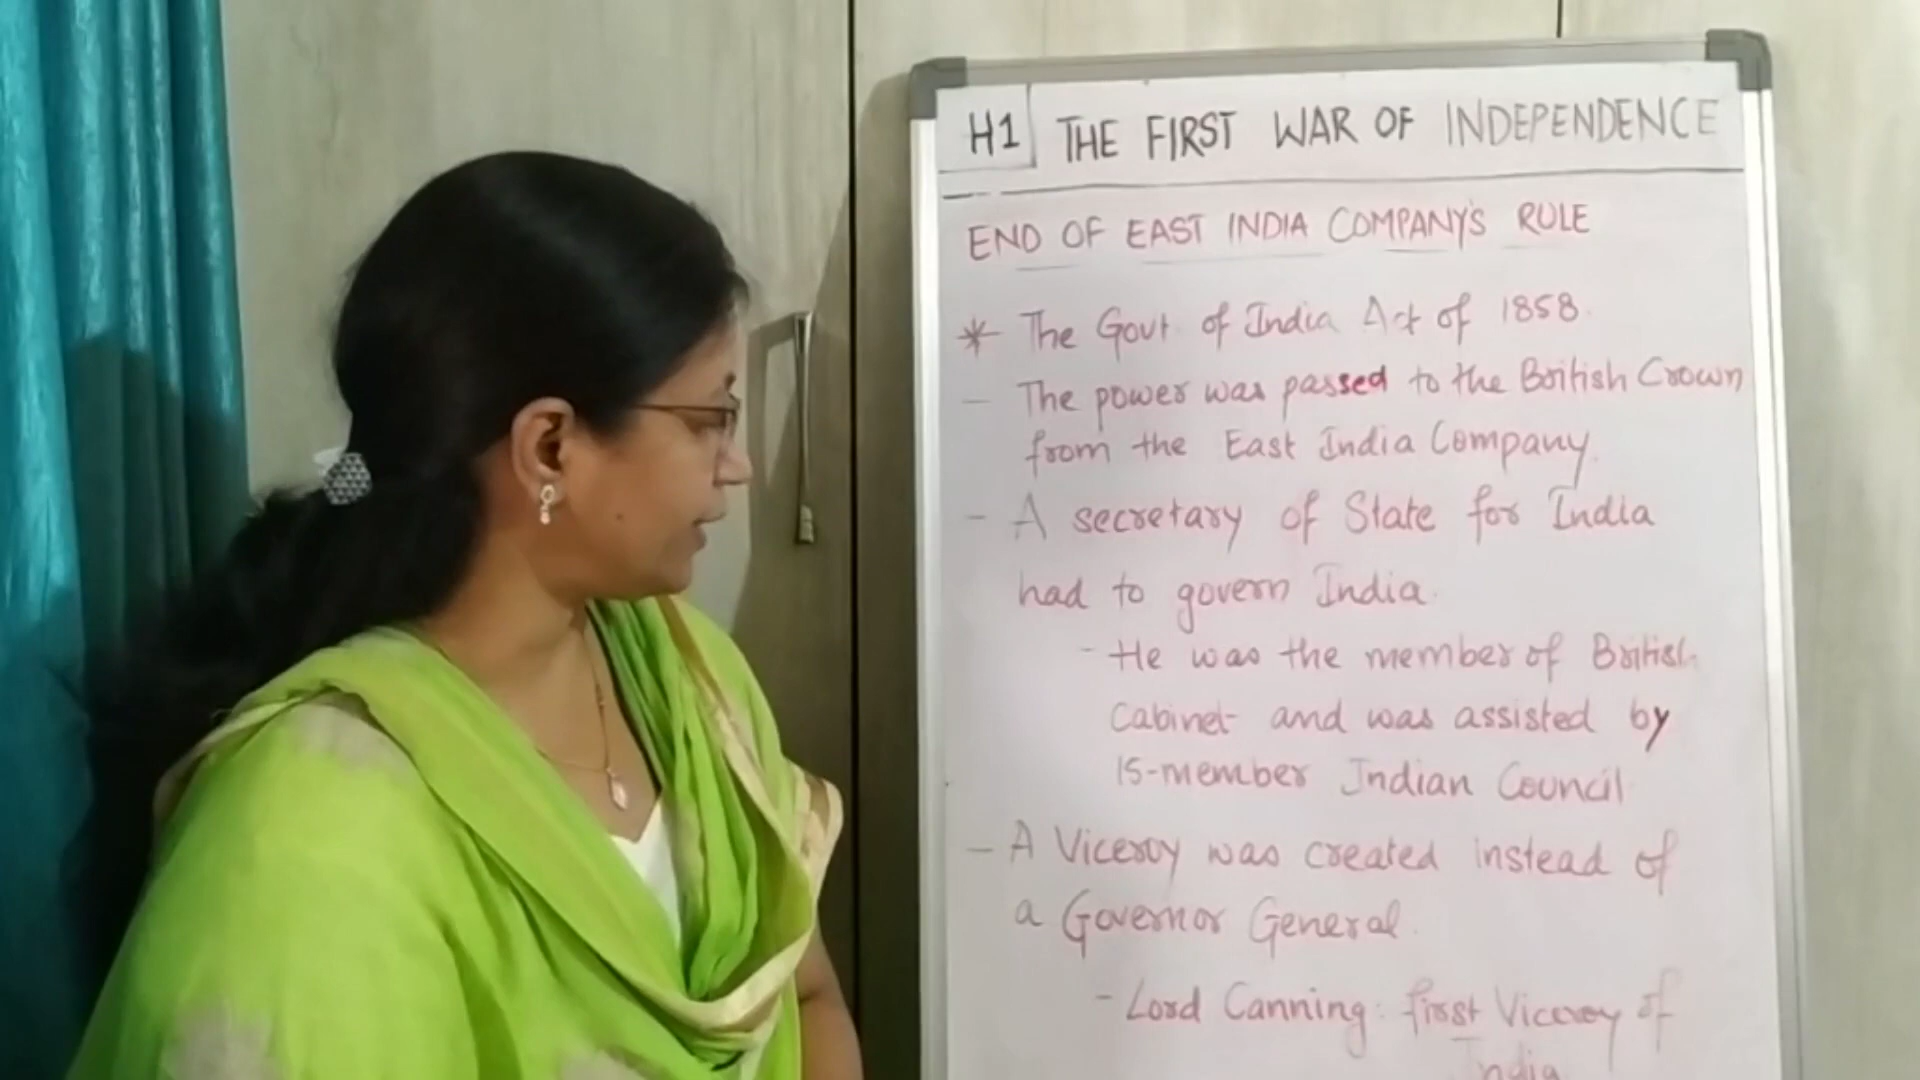 H1 THE FIRST WAR OF INDEPENDENCE
END OF EAST INDIA COMPANY'S RULE
* The Govt. of India Act of 1858.
- The power was passed to the British Crown
from the East India Company.
- A secretary of State for India
had to govern India.
- He was the member of British
Cabinet and was assisted by
15-member Indian Council
- A Viceroy was created instead of
a Governor General.
- Lord Canning: first Viceroy of
India